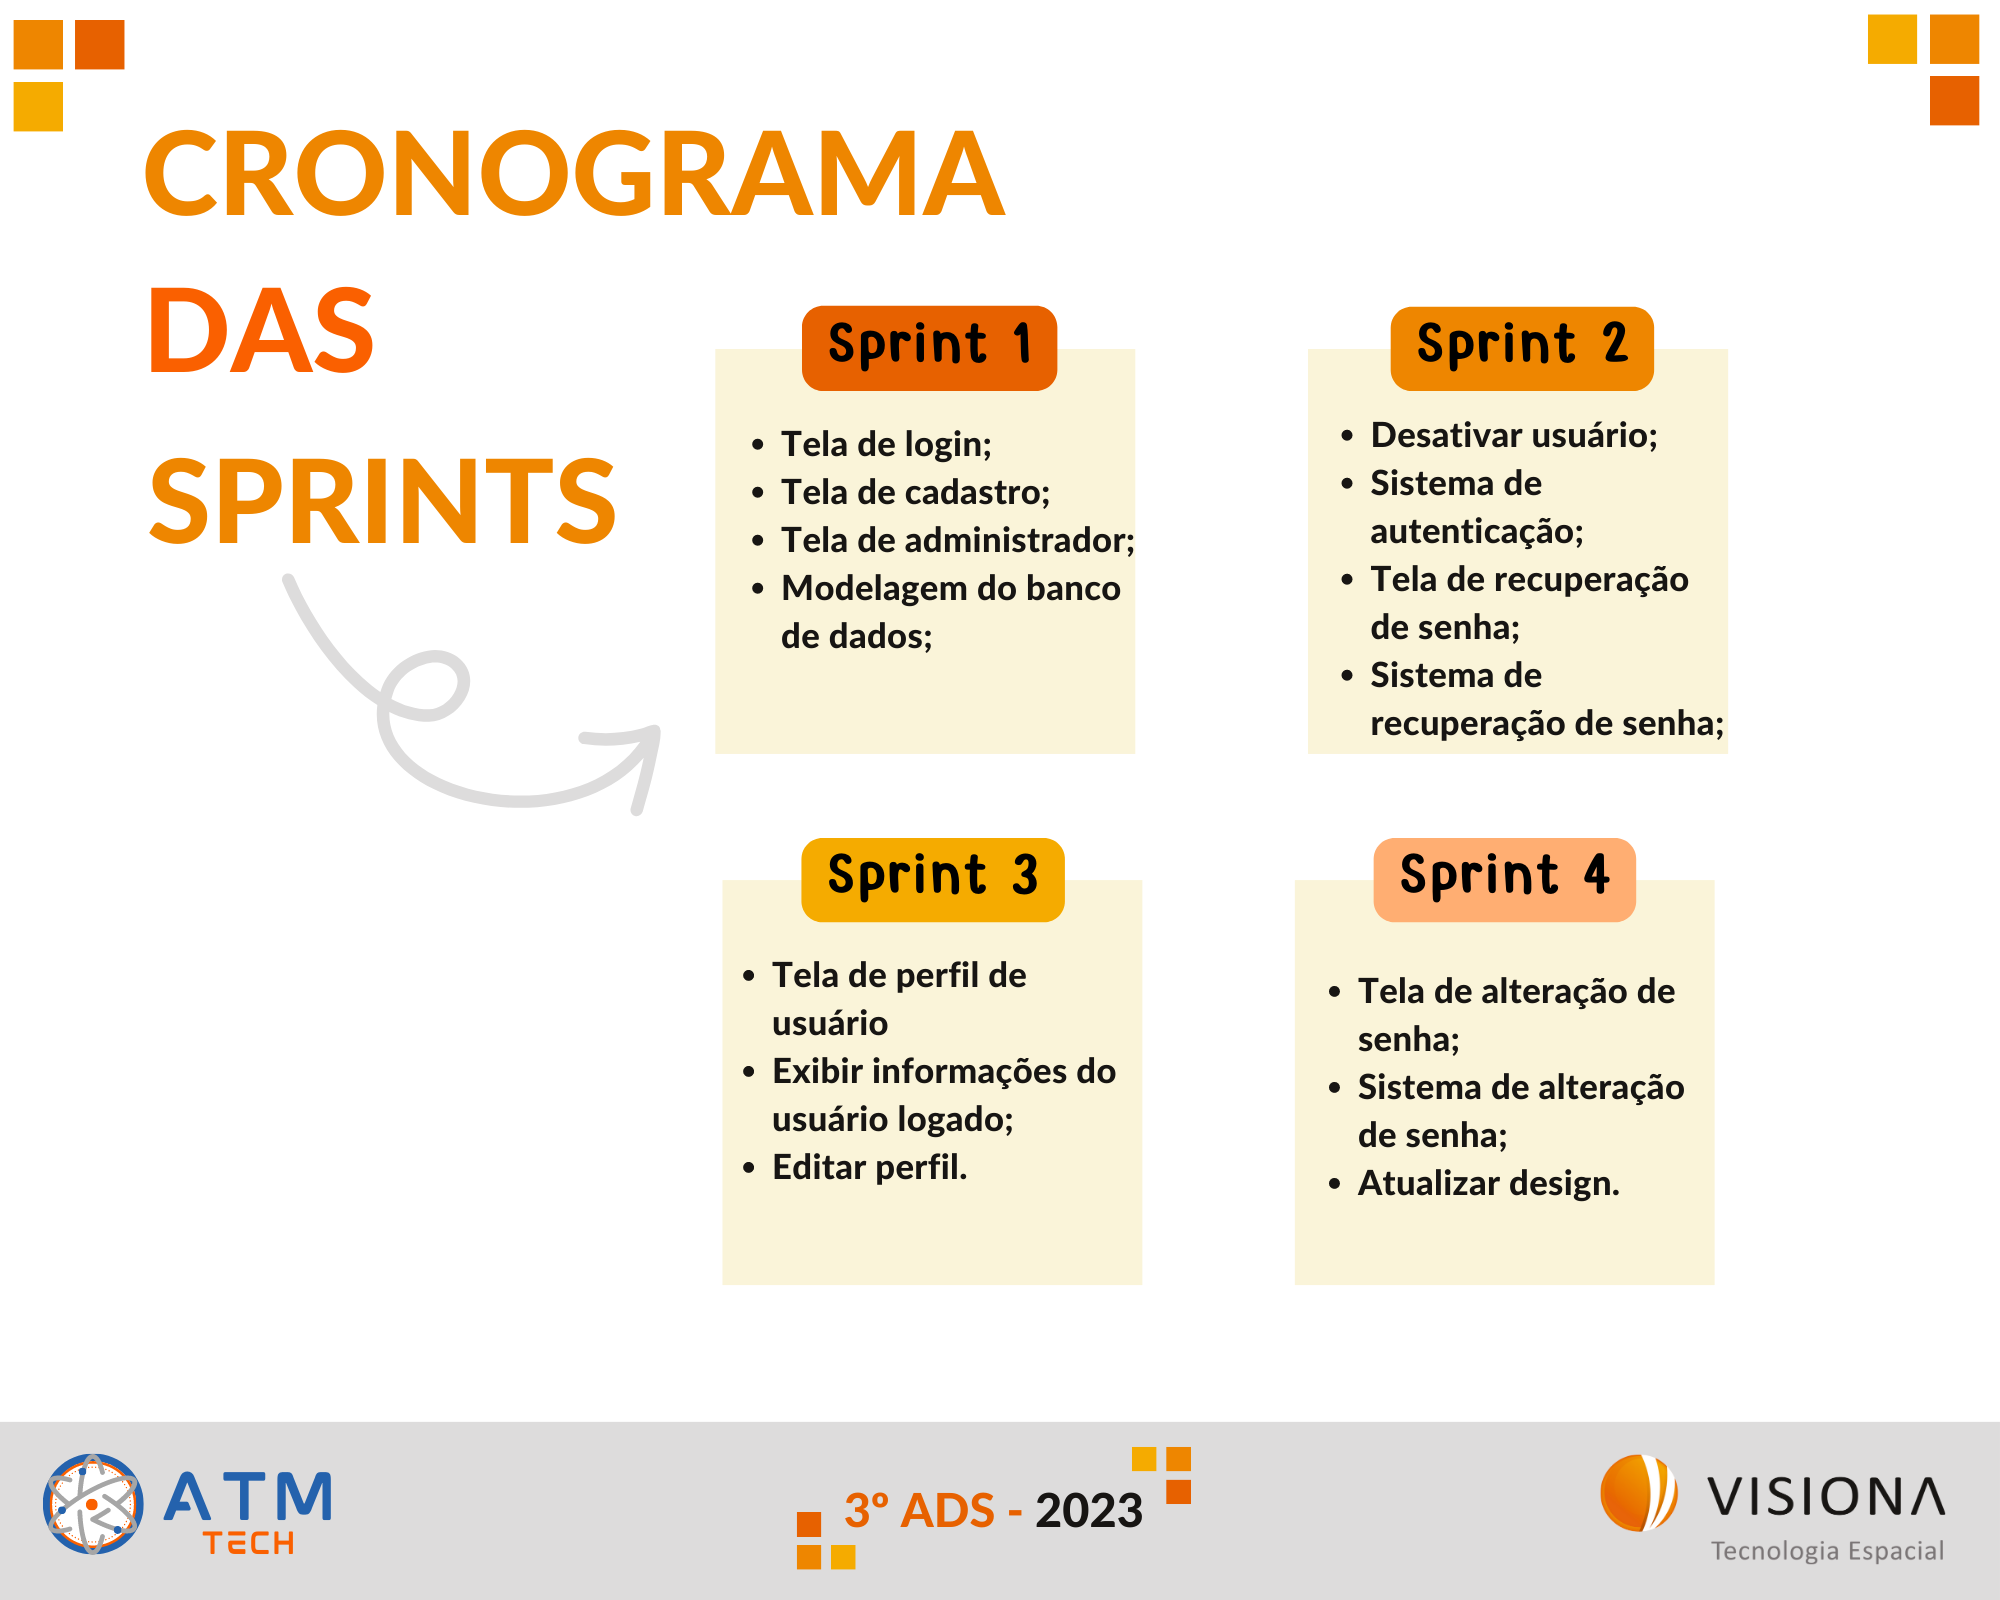 CRONOGRAMA
DAS
SPRINTS
Sprint 1
• Tela de login;
• Tela de cadastro;
• Tela de administrador;
• Modelagem do banco
de dados;
Sprint 2
• Desativar usuário;
• Sistema de
autenticação;
• Tela de recuperação
de senha;
• Sistema de
recuperação de senha;
Sprint 3
• Tela de perfil de
usuário
• Exibir informações do
usuário logado;
• Editar perfil.
Sprint 4
• Tela de alteração de
senha;
• Sistema de alteração
de senha;
• Atualizar design.
ATM
TECH
3º ADS - 2023
VISIONA
Tecnologia Espacial